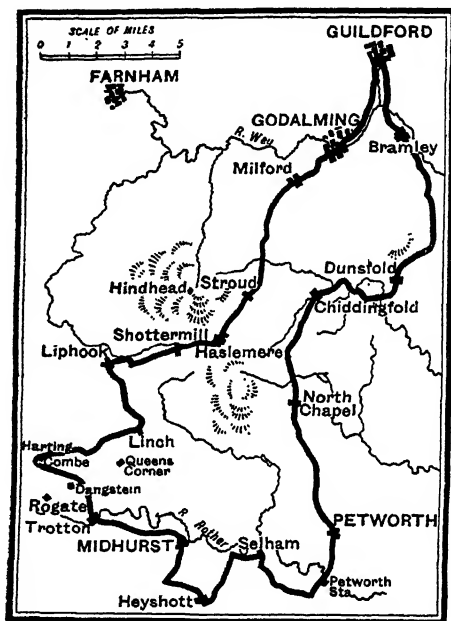 SCALE OF MILES
0 1 2 3 4 5
GUILDFORD
FARNHAM
R. Wey
GODALMING
Bramley
Milford
Dunsfold
Hindhead
Stroud
Chiddingfold
Shottermill
Liphook
Haslemere
North
Chapel
Linch
Harting
Combe
Queens
Corner
Dangstein
Rogate
Trotton
R. Rother
PETWORTH
MIDHURST
Selham
Petworth
Sta.
Heyshott